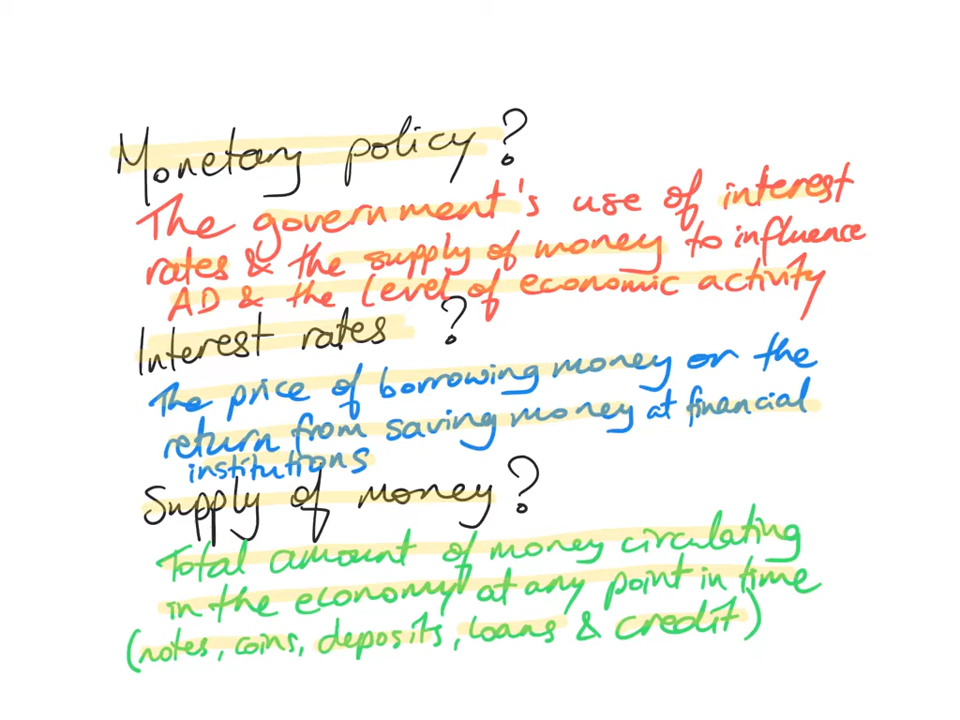 Monetary policy?
The government's use of interest
rates & the supply of money to influence
AD & the level of economic activity
Interest rates ?
The price of borrowing money or the
return from saving money at financial
institutions
Supply of money?
Total amount of money circulating
in the economy at any point in time
(notes, coins, deposits, loans & credit)